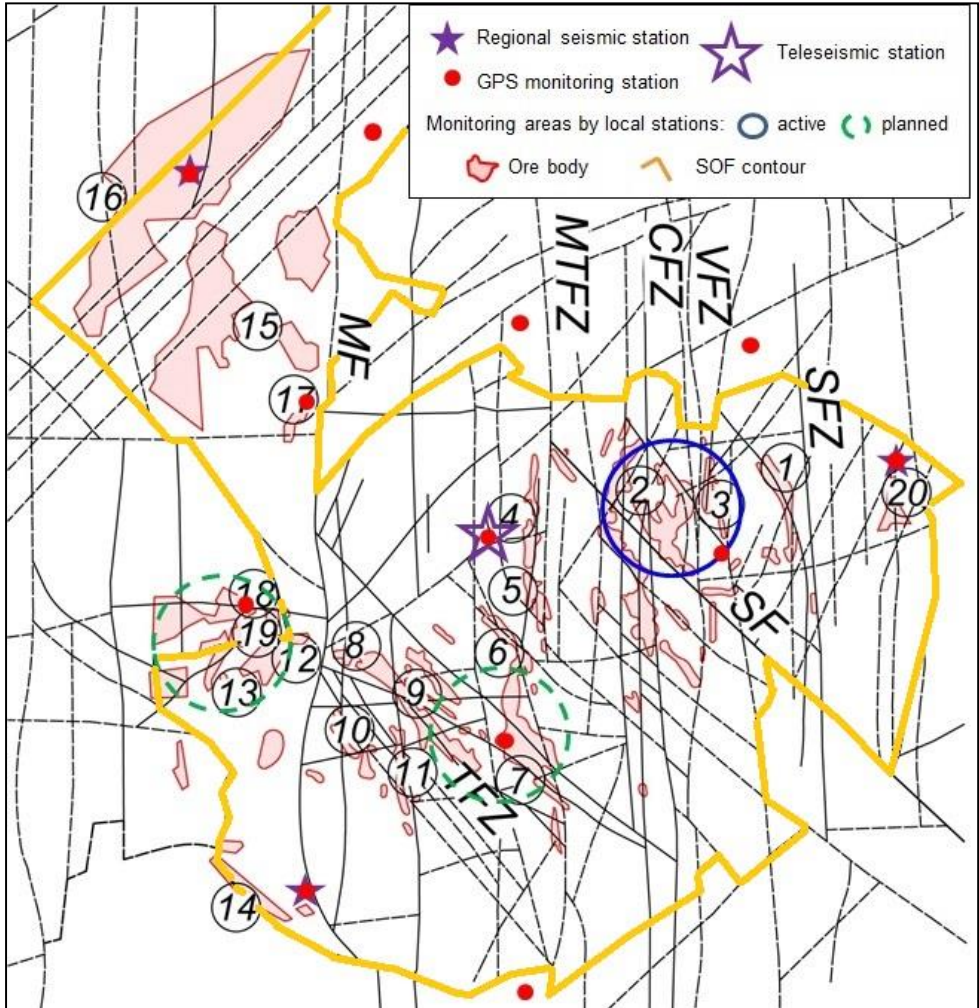 Regional seismic station
Teleseismic station
GPS monitoring station
Monitoring areas by local stations:
active
planned
Ore body
SOF contour
16
15
17
MF
MTFZ
CFZ
VFZ
SFZ
1
2
3
20
4
5
SF
18
19
12
8
6
13
9
10
11
7
TFZ
14